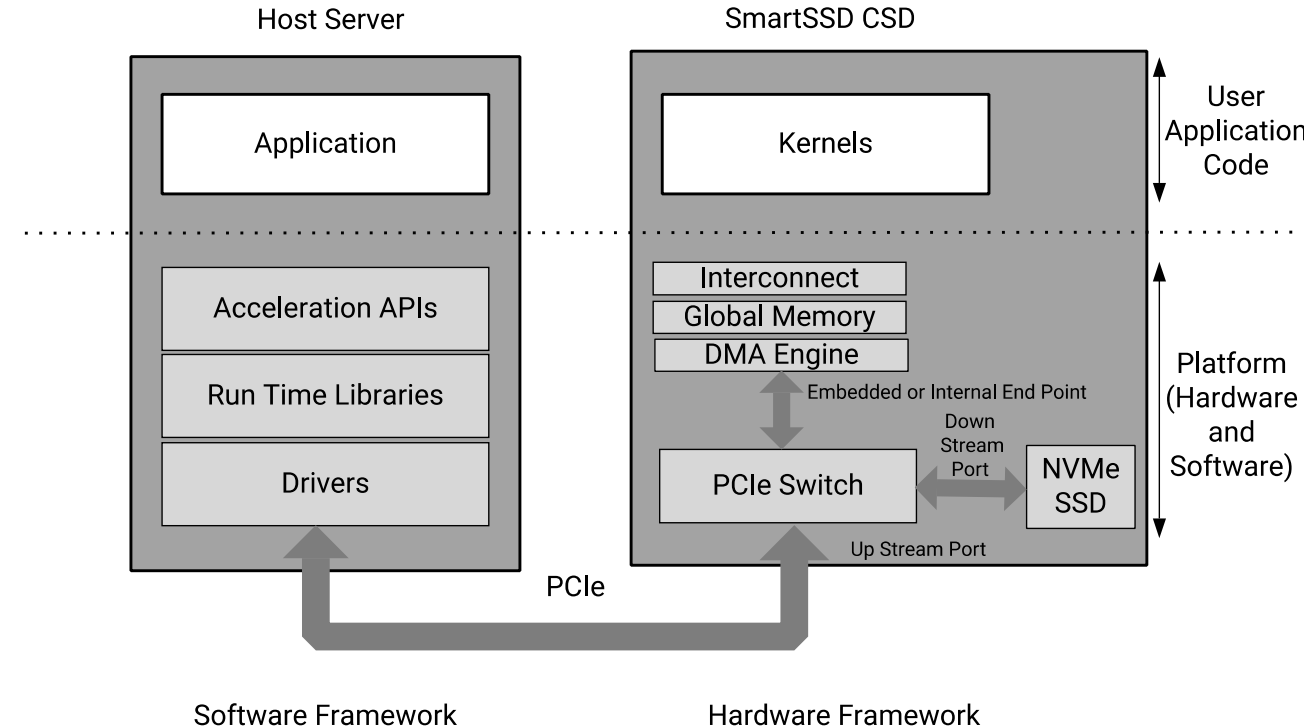 Host Server
SmartSSD CSD
Application
Kernels
User
Application
Code
Acceleration APIs
Run Time Libraries
Drivers
Interconnect
Global Memory
DMA Engine
Embedded or Internal End Point
Down
Stream
Port
PCIe Switch
NVMe
SSD
Up Stream Port
Platform
(Hardware
and
Software)
PCIe
Software Framework
Hardware Framework